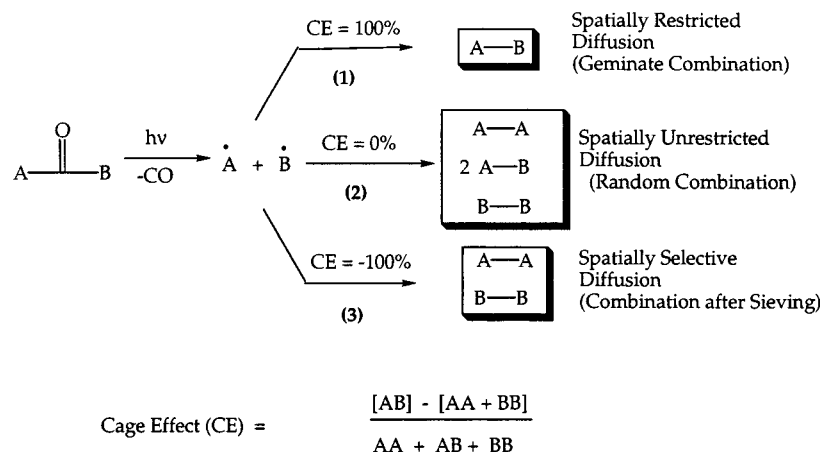 CE = 100%
(1)
A—B
Spatially Restricted
Diffusion
(Geminate Combination)
O
A
B
hν
-CO
A + B
CE = 0%
(2)
A—A
2 A—B
B—B
Spatially Unrestricted
Diffusion
(Random Combination)
CE = -100%
(3)
A—A
B—B
Spatially Selective
Diffusion
(Combination after Sieving)
Cage Effect (CE) =
[AB] - [AA + BB]
AA + AB + BB